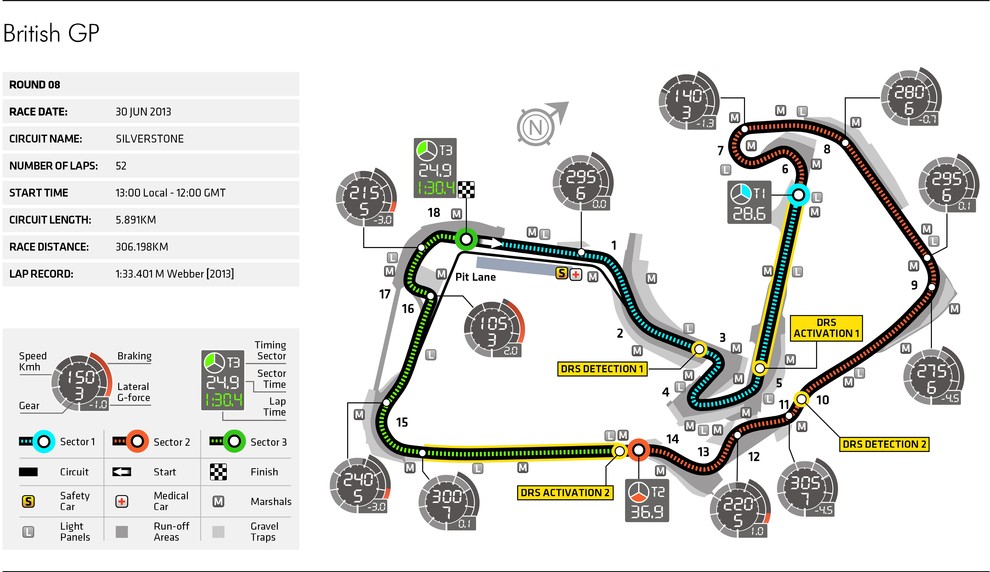 British GP
ROUND 08
RACE DATE: 30 JUN 2013
CIRCUIT NAME: SILVERSTONE
NUMBER OF LAPS: 52
START TIME 13:00 Local - 12:00 GMT
CIRCUIT LENGTH: 5.891KM
RACE DISTANCE: 306.198KM
LAP RECORD: 1:33.401 M Webber [2013]
Speed
Kmh
Gear
150
3
-1.0
Braking
Lateral
G-force
T3
24.9
1:30.4
Timing
Sector
Sector
Time
Lap
Time
Sector 1
Sector 2
Sector 3
Circuit
Start
Finish
S
Safety
Car
Medical
Car
M
Marshals
L
Light
Panels
Run-off
Areas
Gravel
Traps
N
140
3
-1.3
280
6
-0.7
M
L
M
M
7
8
6
M
M
L
T3
24.9
1:30.4
295
6
0.0
T1
28.6
L
M
295
6
0.1
215
5
-3.0
18
M
M
L
1
M
L
L
M
M
L
Pit Lane
S
M
M
17
16
9
M
105
3
2.0
2
M
L
3
M
DRS
ACTIVATION 1
L
DRS DETECTION 1
M
M
5
4
L
M
L
275
6
-4.5
M
L
11
10
M
15
14
M
L
L
M
DRS DETECTION 2
13
12
M
L
M
M
240
5
-3.0
300
7
0.1
DRS ACTIVATION 2
T2
36.9
220
5
1.0
305
7
-4.5